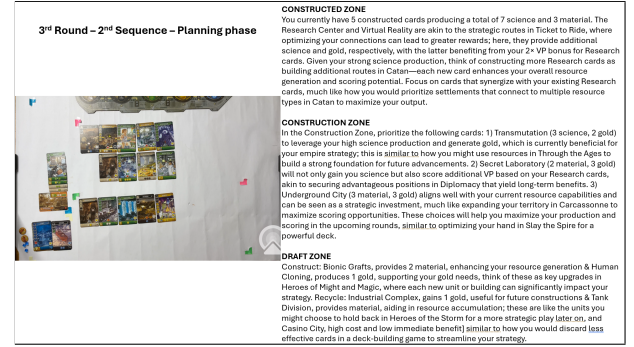 3rd Round – 2nd Sequence – Planning phase
CONSTRUCTED ZONE
You currently have 5 constructed cards producing a total of 7 science and 3 material. The
Research Center and Virtual Reality are akin to the strategic routes in Ticket to Ride, where
optimizing your connections can lead to greater rewards; here, they provide additional
science and gold, respectively, with the latter benefiting from your 2× VP bonus for Research
cards. Given your strong science production, think of constructing more Research cards as
building additional routes in Catan—each new card enhances your overall resource
generation and scoring potential. Focus on cards that synergize with your existing Research
cards, much like how you would prioritize settlements that connect to multiple resource
types in Catan to maximize your output.
CONSTRUCTION ZONE
In the Construction Zone, prioritize the following cards: 1) Transmutation (3 science, 2 gold)
to leverage your high science production and generate gold, which is currently beneficial for
your empire strategy; this is similar to how you might use resources in Through the Ages to
build a strong foundation for future advancements. 2) Secret Laboratory (2 material, 3 gold)
will not only gain you science but also score additional VP based on your Research cards,
akin to securing advantageous positions in Diplomacy that yield long-term benefits. 3)
Underground City (3 material, 3 gold) aligns well with your current resource capabilities and
can be seen as a strategic investment, much like expanding your territory in Carcassonne to
maximize scoring opportunities. These choices will help you maximize your production and
scoring in the upcoming rounds, similar to optimizing your hand in Slay the Spire for a
powerful deck.
DRAFT ZONE
Construct: Bionic Grafts, provides 2 material, enhancing your resource generation & Human
Cloning, produces 1 gold, supporting your gold needs, think of these as key upgrades in
Heroes of Might and Magic, where each new unit or building can significantly impact your
strategy. Recycle: Industrial Complex, gains 1 gold, useful for future constructions & Tank
Division, provides material, aiding in resource accumulation; these are like the units you
might choose to hold back in Heroes of the Storm for a more strategic play later on, and
Casino City, high cost and low immediate benefit] similar to how you would discard less
effective cards in a deck-building game to streamline your strategy.